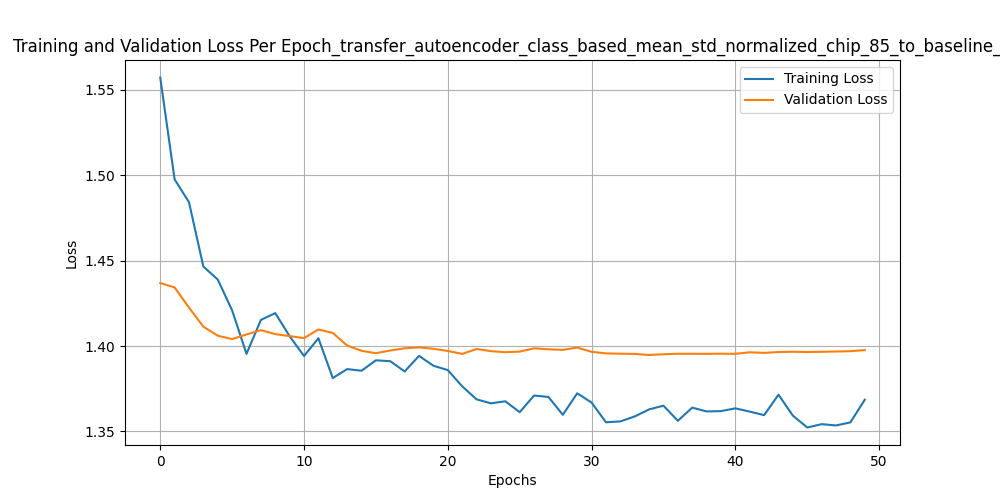 Training and Validation Loss Per Epoch_transfer_autoencoder_class_based_mean_std_normalized_chip_85_to_baseline_
Training Loss
Validation Loss
1.55
1.50
1.45
1.40
1.35
Loss
0
10
20
30
40
50
Epochs